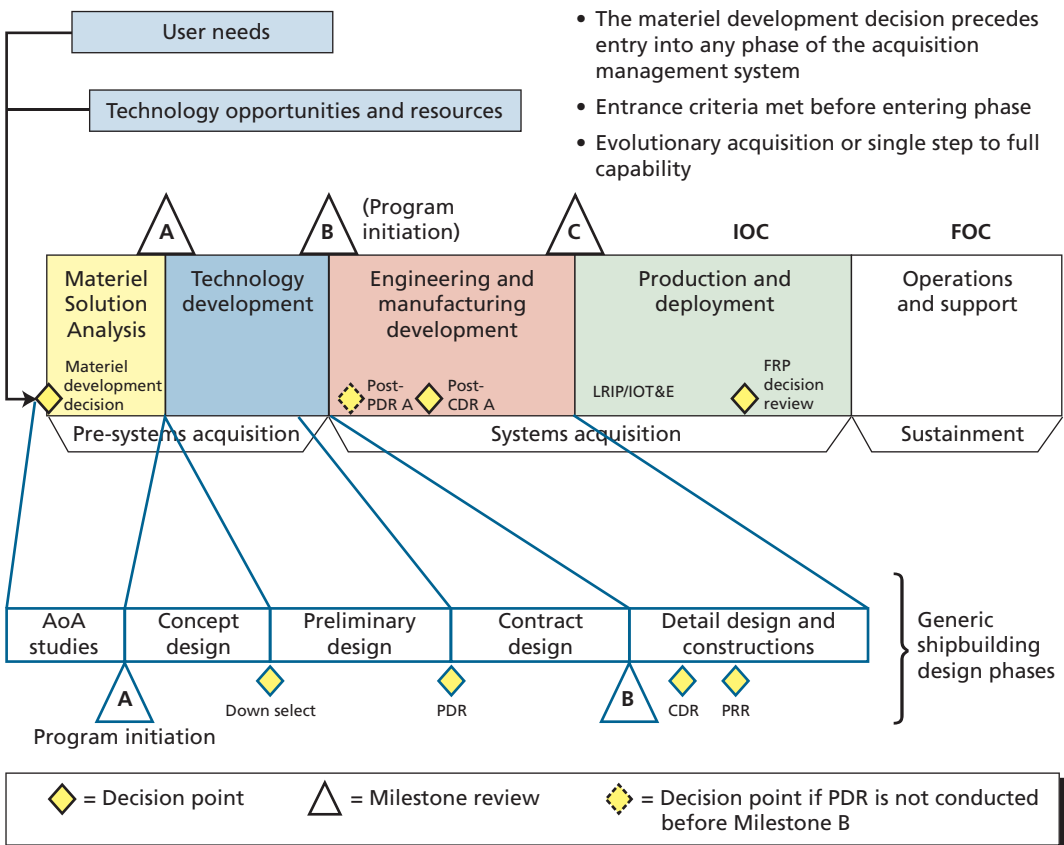 User needs
Technology opportunities and resources
• The materiel development decision precedes
entry into any phase of the acquisition
management system
• Entrance criteria met before entering phase
• Evolutionary acquisition or single step to full
capability
A
B
(Program
initiation)
C
IOC
FOC
Materiel
Solution
Analysis
Technology
development
Engineering and
manufacturing
development
Production and
deployment
Operations
and support
Materiel
development
decision
Post-
PDR A
Post-
CDR A
LRIP/IOT&E
FRP
decision
review
Pre-systems acquisition
Systems acquisition
Sustainment
AoA
studies
Concept
design
Preliminary
design
Contract
design
Detail design and
constructions
Generic
shipbuilding
design phases
A
Program initiation
Down select
PDR
B
CDR
PRR
= Decision point
= Milestone review
= Decision point if PDR is not conducted
before Milestone B